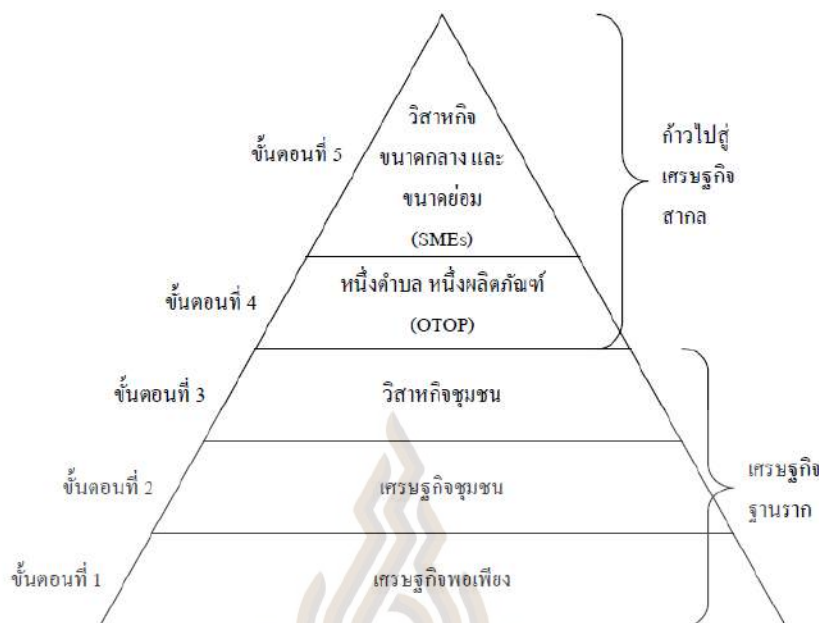 วิสาหกิจ
ขนาดกลาง และ
ขนาดย่อม
(SMEs)
ขั้นตอนที่ 5
ก้าวไปสู่
เศรษฐกิจ
สากล
หนึ่งตำบล หนึ่งผลิตภัณฑ์
(OTOP)
ขั้นตอนที่ 4
ขั้นตอนที่ 3
วิสาหกิจชุมชน
ขั้นตอนที่ 2
เศรษฐกิจชุมชน
เศรษฐกิจ
ฐานราก
ขั้นตอนที่ 1
เศรษฐกิจพอเพียง